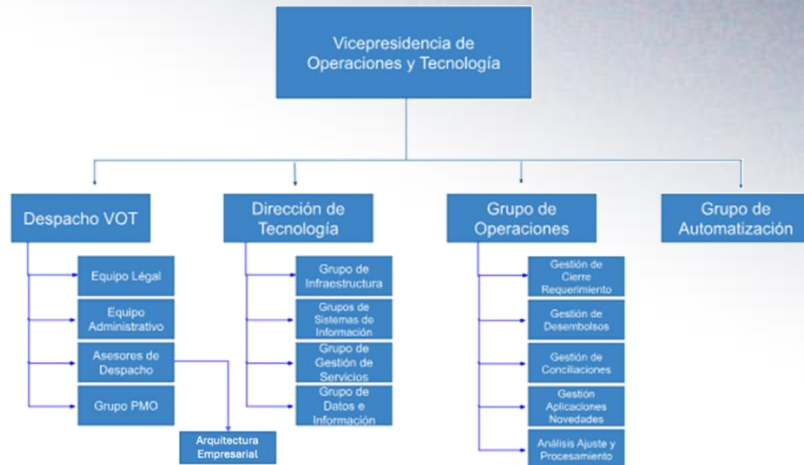 Vicepresidencia de
Operaciones y Tecnología
Despacho VOT
Equipo Légal
Equipo
Administrativo
Asesores de
Despacho
Grupo PMO
Arquitectura
Empresarial
Dirección de
Tecnología
Grupo de
Infraestructura
Grupos de
Sistemas de
Información
Grupo de
Gestión de
Servicios
Grupo de
Datos e
Información
Grupo de
Operaciones
Gestión de
Cierre
Requerimiento
Gestión de
Desembolsos
Gestión de
Conciliaciones
Gestión
Aplicaciones
Novedades
Análisis Ajuste y
Procesamiento
Grupo de
Automatización